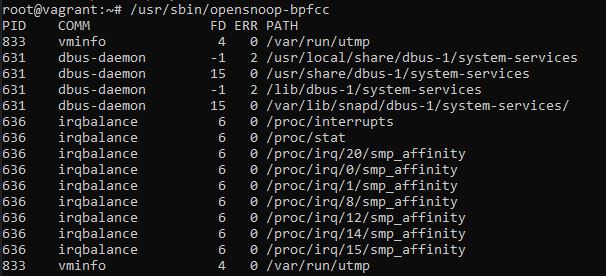 root@vagrant:~# /usr/sbin/opensnoop-bpfcc
PID    COMM               FD ERR PATH
833    vminfo              4   0 /var/run/utmp
631    dbus-daemon        -1   2 /usr/local/share/dbus-1/system-services
631    dbus-daemon        15   0 /usr/share/dbus-1/system-services
631    dbus-daemon        -1   2 /lib/dbus-1/system-services
631    dbus-daemon        15   0 /var/lib/snapd/dbus-1/system-services/
636    irqbalance          6   0 /proc/interrupts
636    irqbalance          6   0 /proc/stat
636    irqbalance          6   0 /proc/irq/20/smp_affinity
636    irqbalance          6   0 /proc/irq/0/smp_affinity
636    irqbalance          6   0 /proc/irq/1/smp_affinity
636    irqbalance          6   0 /proc/irq/8/smp_affinity
636    irqbalance          6   0 /proc/irq/12/smp_affinity
636    irqbalance          6   0 /proc/irq/14/smp_affinity
636    irqbalance          6   0 /proc/irq/15/smp_affinity
833    vminfo              4   0 /var/run/utmp